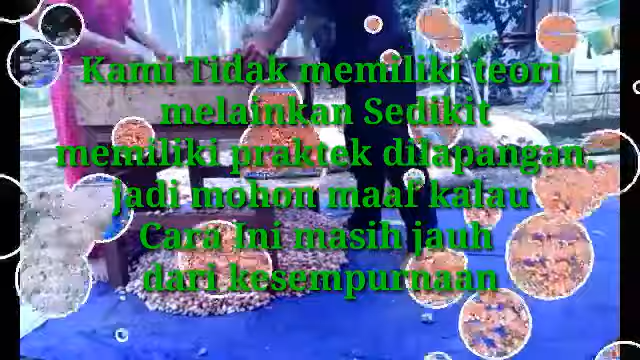 Kami Tidak memiliki teori
melainkan Sedikit
memiliki praktek dilapangan,
jadi mohon maaf kalau
Cara Ini masih jauh
dari kesempurnaan